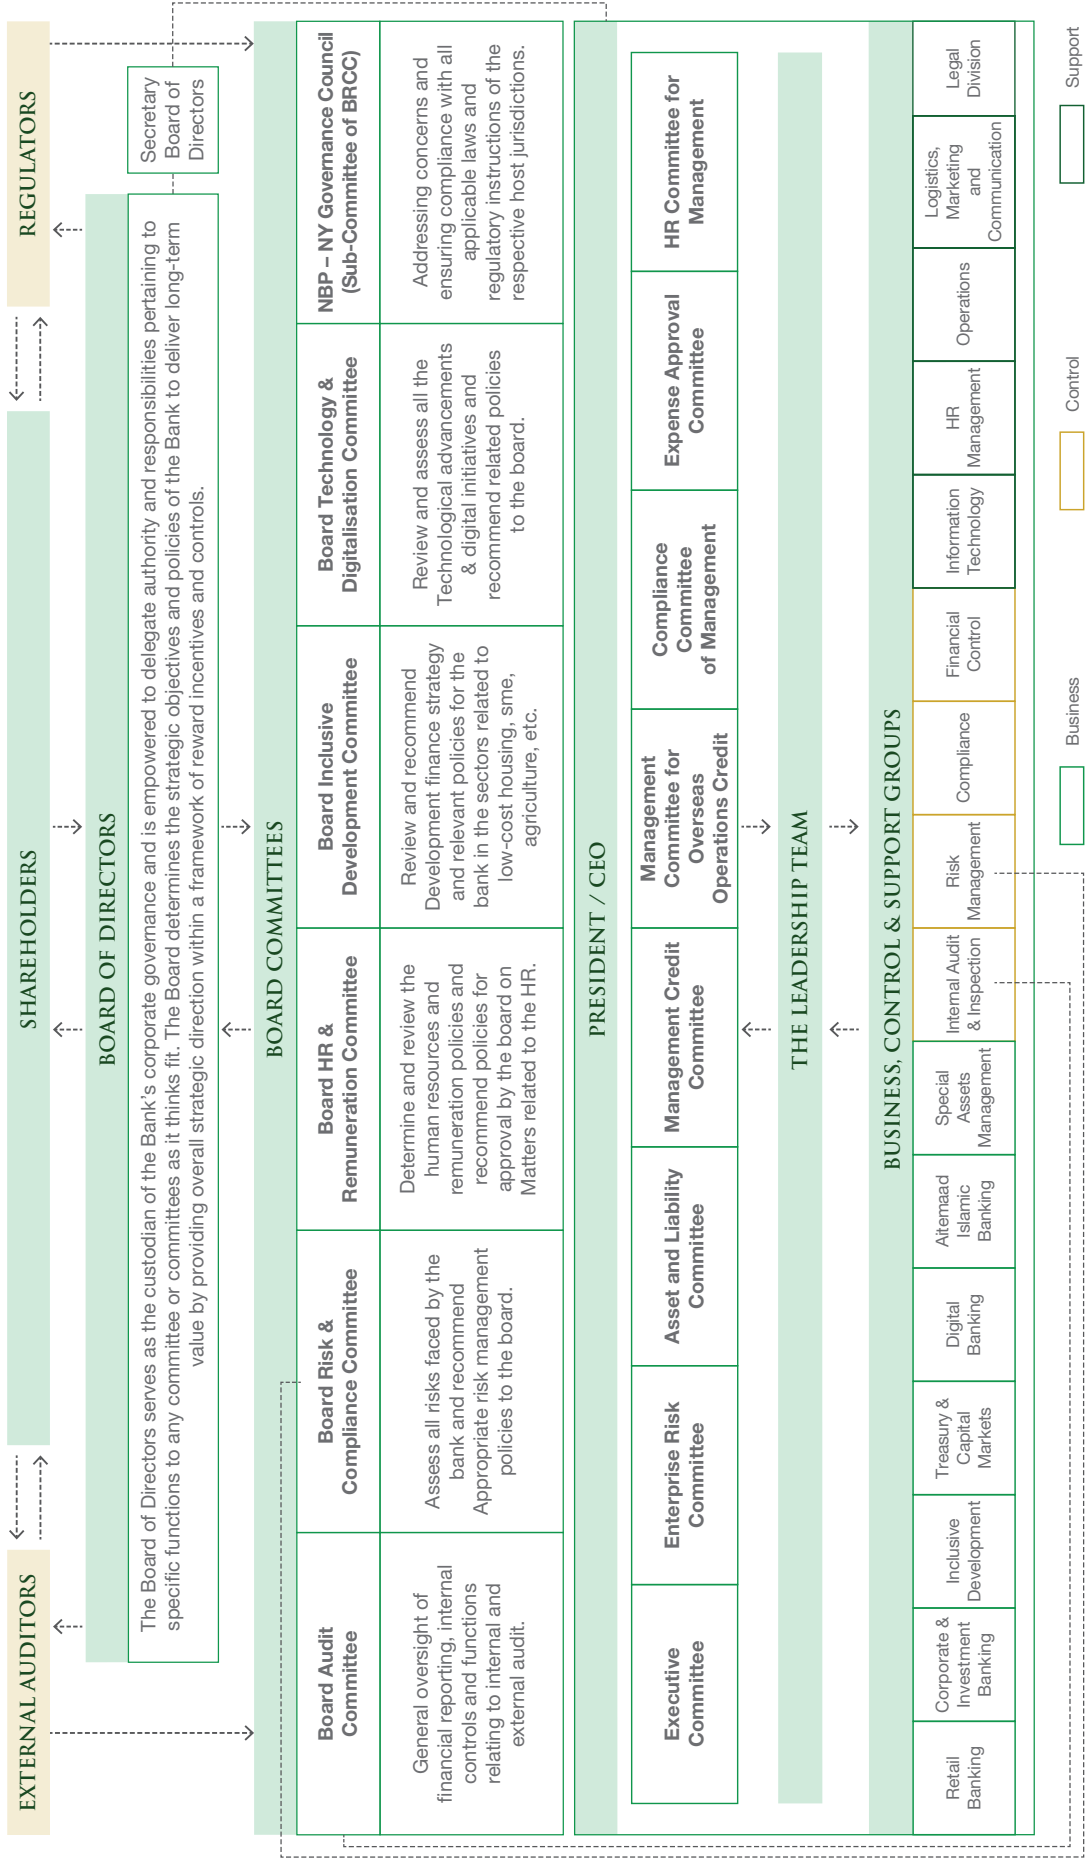 EXTERNAL AUDITORS
SHAREHOLDERS
REGULATORS
BOARD OF DIRECTORS
The Board of Directors serves as the custodian of the Bank's corporate governance and is empowered to delegate authority and responsibilities pertaining to
specific functions to any committee or committees as it thinks fit. The Board determines the strategic objectives and policies of the Bank to deliver long-term
value by providing overall strategic direction within a framework of reward incentives and controls.
Secretary
Board of
Directors
BOARD COMMITTEES
Board Audit
Committee
General oversight of
financial reporting, internal
controls and functions
relating to internal and
external audit.
Board Risk &
Compliance Committee
Assess all risks faced by the
bank and recommend
Appropriate risk management
policies to the board.
Board HR &
Remuneration Committee
Determine and review the
human resources and
remuneration policies and
recommend policies for
approval by the board on
Matters related to the HR.
Board Inclusive
Development Committee
Review and recommend
Development finance strategy
and relevant policies for the
bank in the sectors related to
low-cost housing, sme,
agriculture, etc.
Board Technology &
Digitalisation Committee
Review and assess all the
Technological advancements
& digital initiatives and
recommend related policies
to the board.
NBP – NY Governance Council
(Sub-Committee of BRCC)
Addressing concerns and
ensuring compliance with all
applicable laws and
regulatory instructions of the
respective host jurisdictions.
PRESIDENT / CEO
Executive
Committee
Enterprise Risk
Committee
Asset and Liability
Committee
Management Credit
Committee
Management
Committee for
Overseas
Operations Credit
Compliance
Committee
of Management
Expense Approval
Committee
HR Committee for
Management
THE LEADERSHIP TEAM
BUSINESS, CONTROL & SUPPORT GROUPS
Retail
Banking
Corporate &
Investment
Banking
Inclusive
Development
Treasury &
Capital
Markets
Digital
Banking
Aitemaad
Islamic
Banking
Special
Assets
Management
Internal Audit
& Inspection
Risk
Management
Compliance
Financial
Control
Information
Technology
HR
Management
Operations
Logistics,
Marketing
and
Communication
Legal
Division
Business
Control
Support